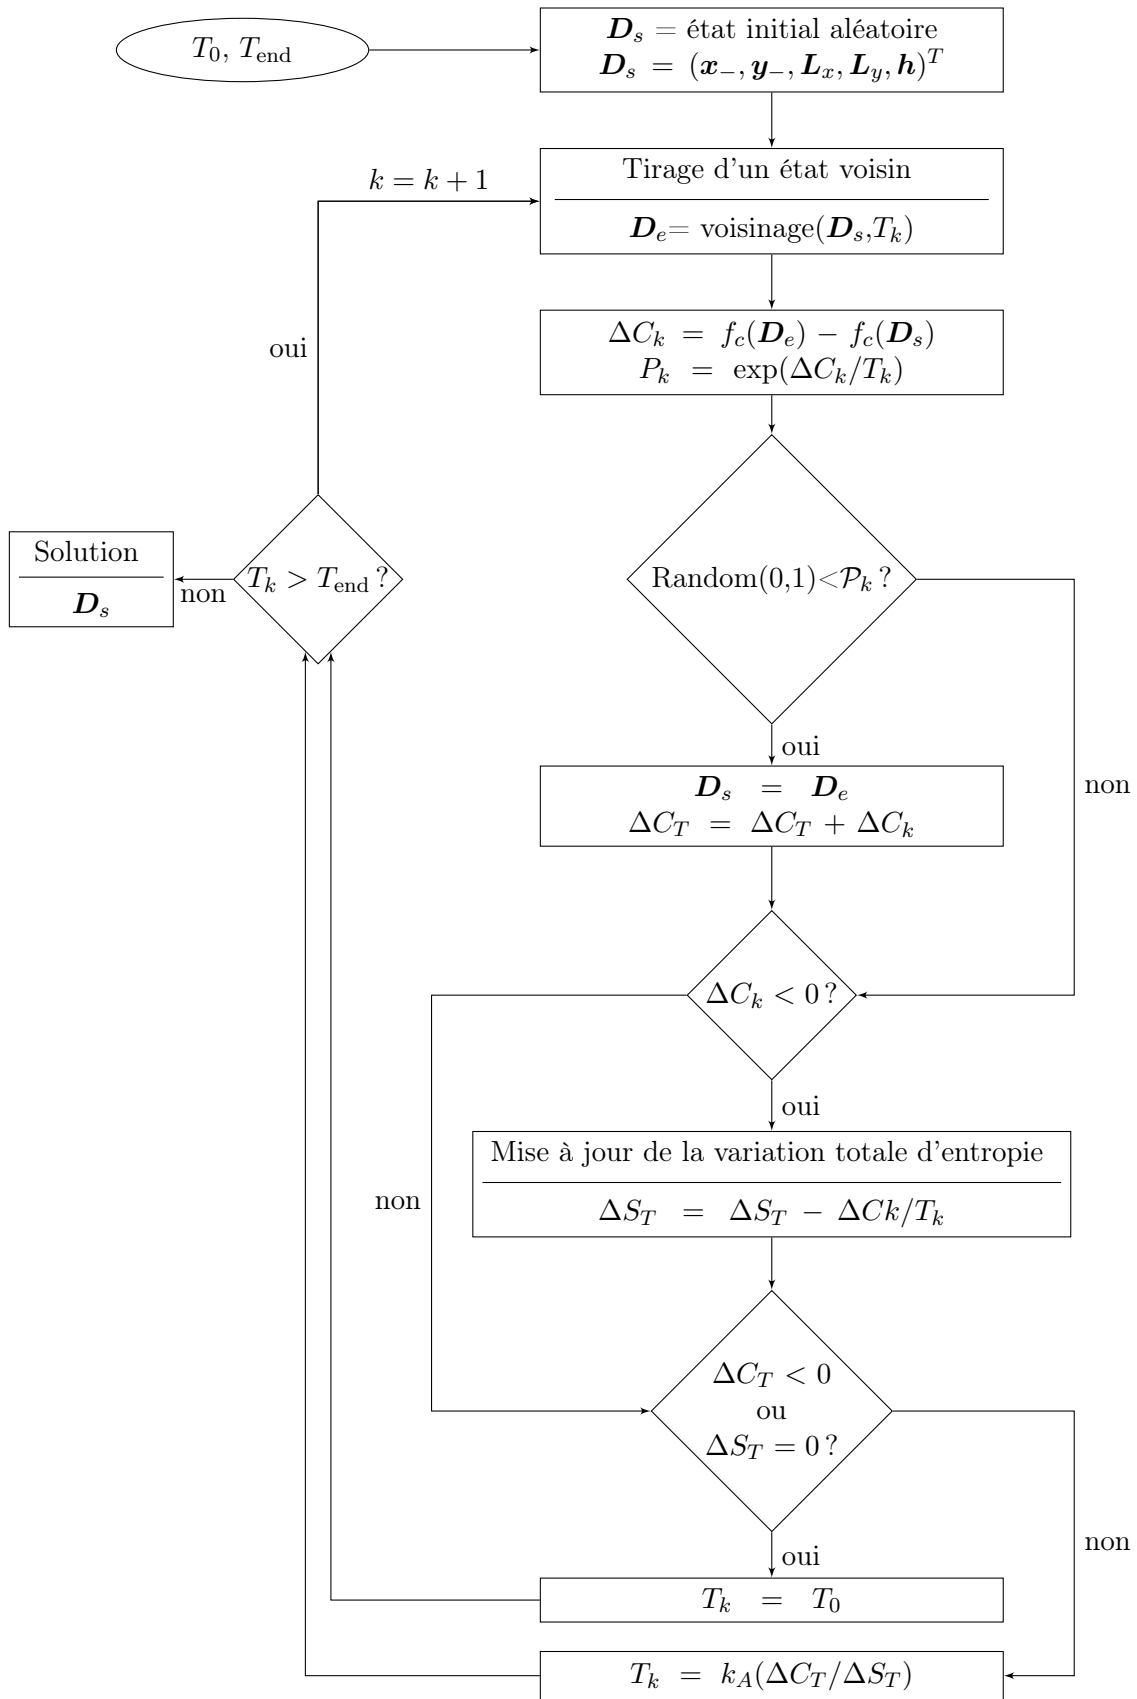 T₀, T_end
𝑫_s = état initial aléatoire
𝑫_s = (𝒙₋, 𝒚₋, 𝑳_x, 𝑳_y, 𝒉)^T
Tirage d'un état voisin
𝑫_e= voisinage(𝑫_s,T_k)
k = k + 1
ΔC_k = f_c(𝑫_e) − f_c(𝑫_s)
P_k = exp(ΔC_k/T_k)
oui
Random(0,1)<𝒫_k ?
T_k > T_end ?
non
Solution
𝑫_s
oui
non
𝑫_s = 𝑫_e
ΔC_T = ΔC_T + ΔC_k
ΔC_k < 0 ?
oui
non
Mise à jour de la variation totale d'entropie
ΔS_T = ΔS_T − ΔCk/T_k
ΔC_T < 0
ou
ΔS_T = 0 ?
oui
non
T_k = T₀
T_k = k_A(ΔC_T/ΔS_T)